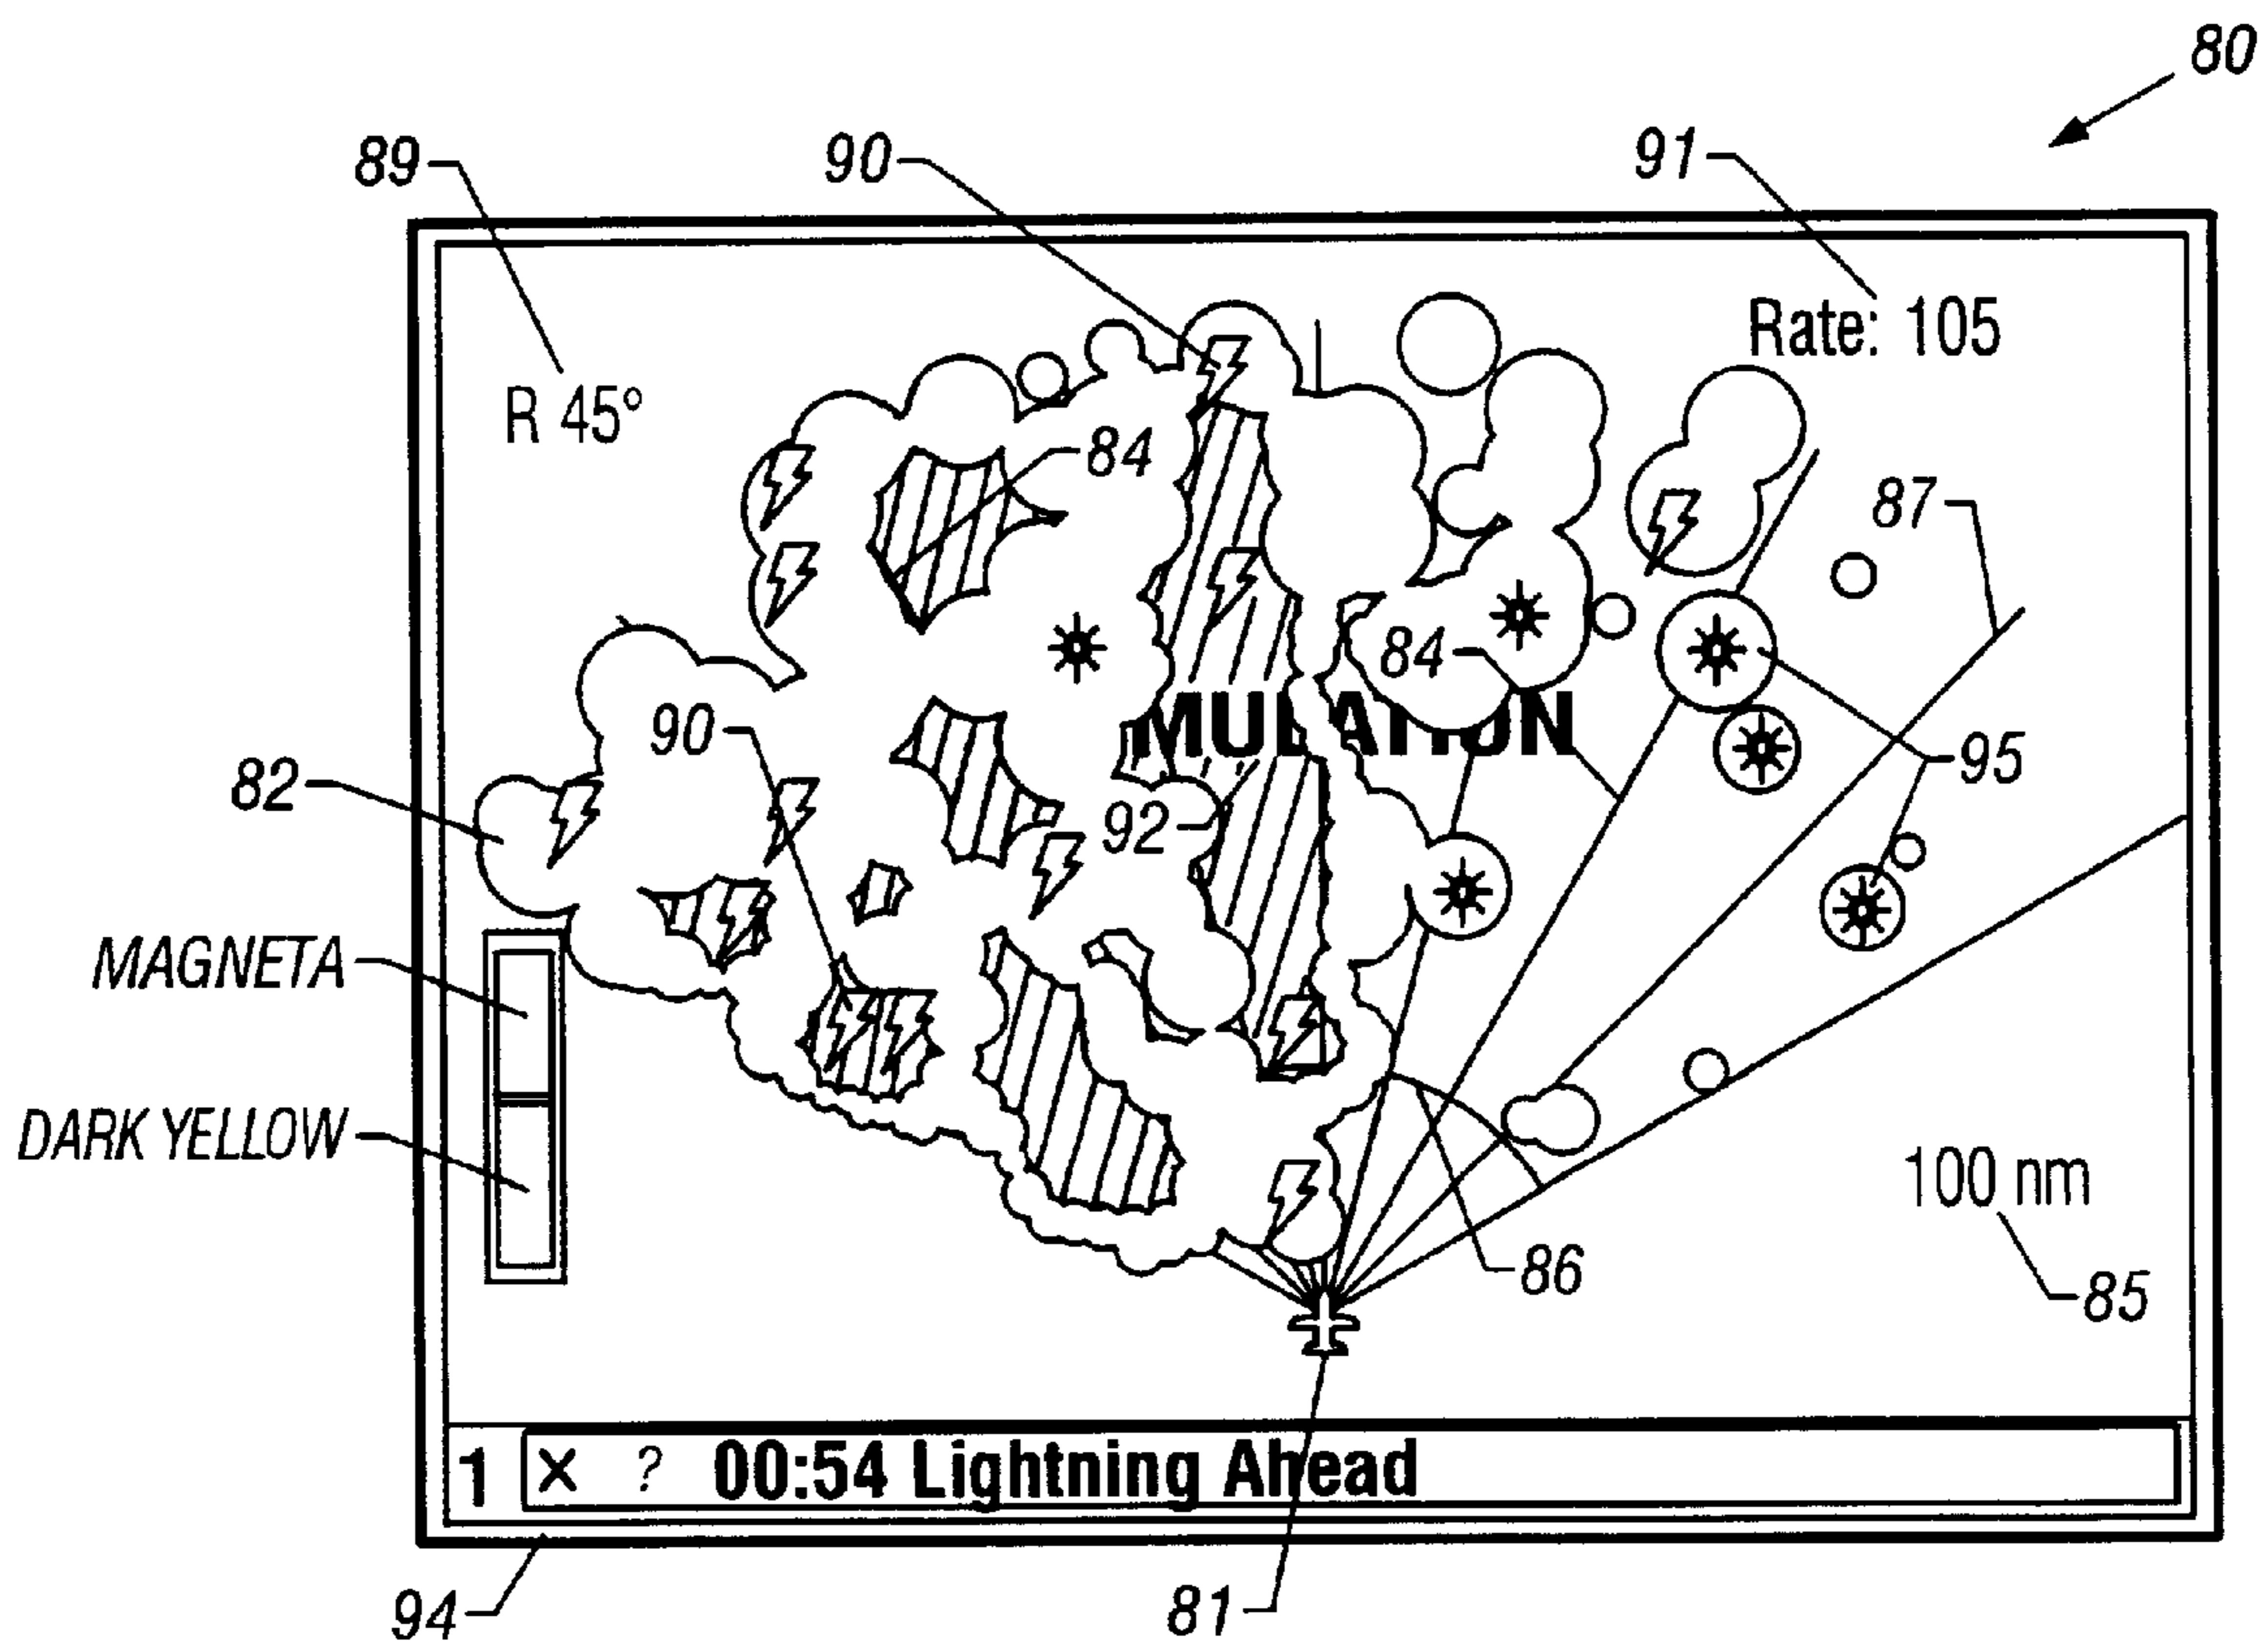 80
89
90
91
Rate: 105
R 45°
84
87
84
90
MULATION
95
82
92
MAGNETA
DARK YELLOW
100 nm
86
85
1 X ? 00:54 Lightning Ahead
94
81